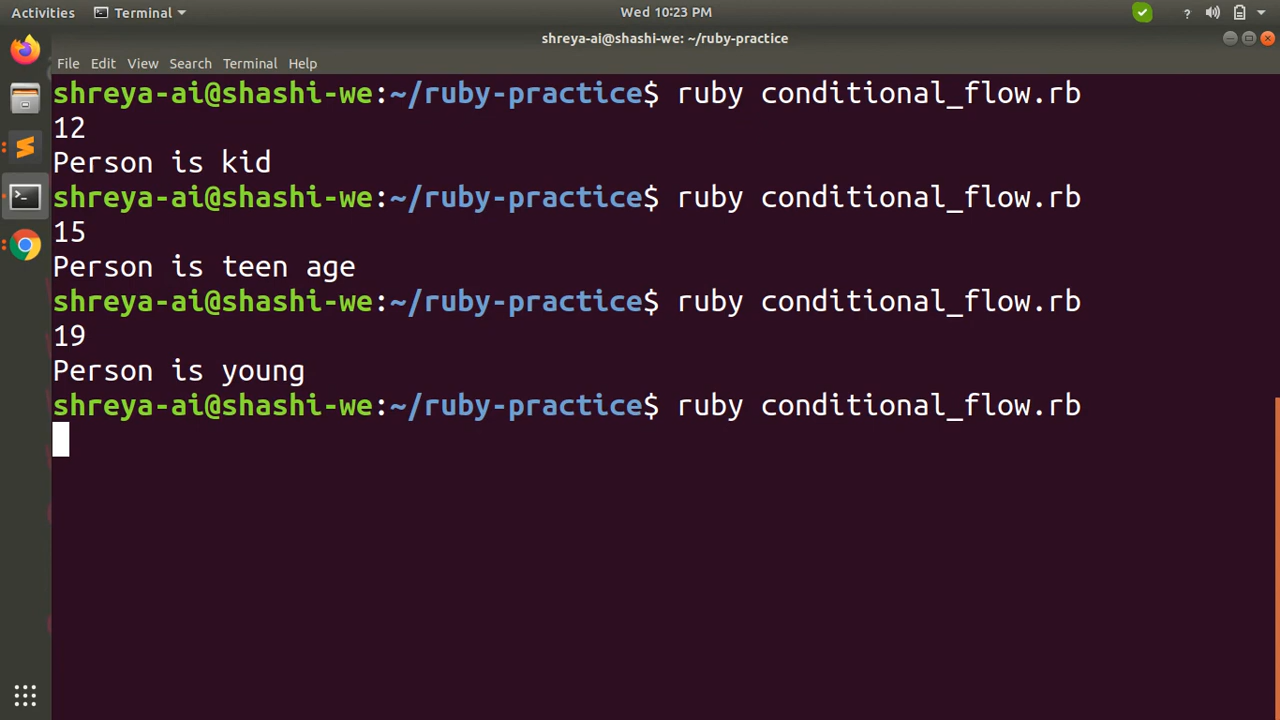 Activities Terminal Wed 10:23 PM ?
shreya-ai@shashi-we: ~/ruby-practice
File Edit View Search Terminal Help
shreya-ai@shashi-we:~/ruby-practice$ ruby conditional_flow.rb
12
Person is kid
shreya-ai@shashi-we:~/ruby-practice$ ruby conditional_flow.rb
15
Person is teen age
shreya-ai@shashi-we:~/ruby-practice$ ruby conditional_flow.rb
19
Person is young
shreya-ai@shashi-we:~/ruby-practice$ ruby conditional_flow.rb